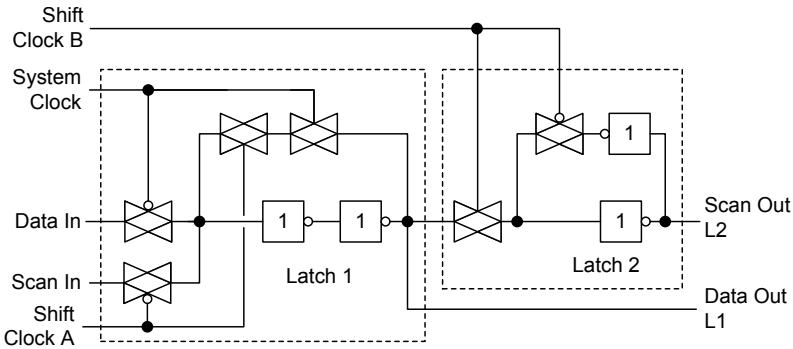 Shift
Clock B
System
Clock
1
Data In
1
1
1
Scan Out
L2
Scan In
Latch 1
Latch 2
Shift
Clock A
Data Out
L1